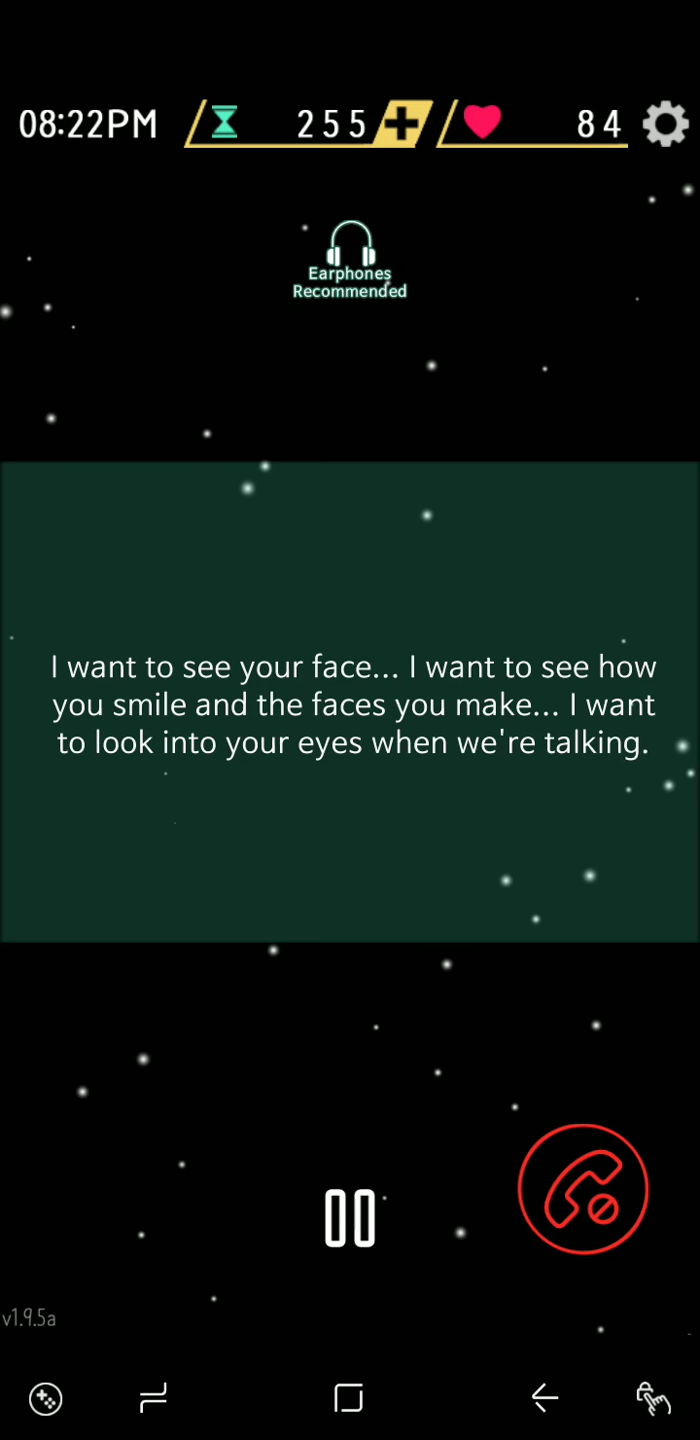 08:22PM 255 84
Earphones
Recommended
I want to see your face... I want to see how
you smile and the faces you make... I want
to look into your eyes when we're talking.
v1.9.5a